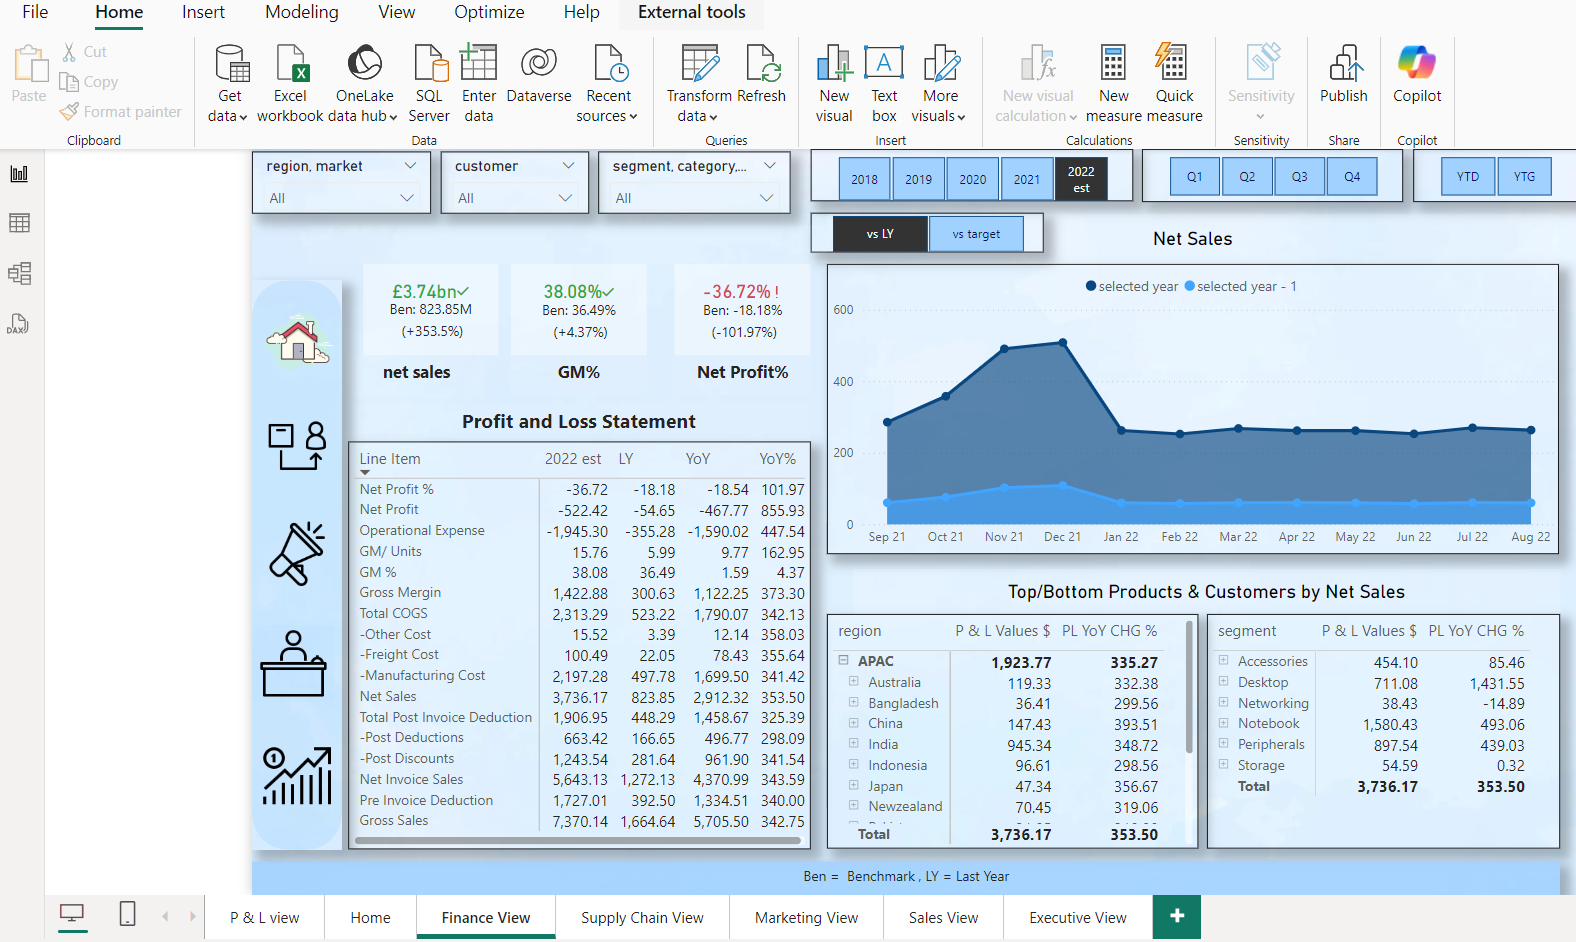 File Home Insert Modeling View Optimize Help External tools
Paste
Cut
Copy
Format painter
Clipboard
Get data
Excel workbook
OneLake data hub
SQL Server
Enter data
Dataverse
Recent sources
Data
Transform data
Refresh
Queries
New visual
Text box
More visuals
Insert
New visual calculation
New measure
Quick measure
Calculations
Sensitivity
Sensitivity
Publish
Share
Copilot
Copilot
region, market
All
customer
All
segment, category,...
All
2018 2019 2020 2021 2022 est
Q1 Q2 Q3 Q4
YTD YTG
vs LY vs target
£3.74bn
Ben: 823.85M
(+353.5%)
net sales
38.08%
Ben: 36.49%
(+4.37%)
GM%
-36.72% !
Ben: -18.18%
(-101.97%)
Net Profit%
Profit and Loss Statement
Line Item 2022 est LY YoY YoY%
Net Profit % -36.72 -18.18 -18.54 101.97
Net Profit -522.42 -54.65 -467.77 855.93
Operational Expense -1,945.30 -355.28 -1,590.02 447.54
GM/ Units 15.76 5.99 9.77 162.95
GM % 38.08 36.49 1.59 4.37
Gross Mergin 1,422.88 300.63 1,122.25 373.30
Total COGS 2,313.29 523.22 1,790.07 342.13
-Other Cost 15.52 3.39 12.14 358.03
-Freight Cost 100.49 22.05 78.43 355.64
-Manufacturing Cost 2,197.28 497.78 1,699.50 341.42
Net Sales 3,736.17 823.85 2,912.32 353.50
Total Post Invoice Deduction 1,906.95 448.29 1,458.67 325.39
-Post Deductions 663.42 166.65 496.77 298.09
-Post Discounts 1,243.54 281.64 961.90 341.54
Net Invoice Sales 5,643.13 1,272.13 4,370.99 343.59
Pre Invoice Deduction 1,727.01 392.50 1,334.51 340.00
Gross Sales 7,370.14 1,664.64 5,705.50 342.75
Net Sales
selected year selected year - 1
600
400
200
0
Sep 21 Oct 21 Nov 21 Dec 21 Jan 22 Feb 22 Mar 22 Apr 22 May 22 Jun 22 Jul 22 Aug 22
Top/Bottom Products & Customers by Net Sales
region P & L Values $ PL YoY CHG %
APAC 1,923.77 335.27
Australia 119.33 332.38
Bangladesh 36.41 299.56
China 147.43 393.51
India 945.34 348.72
Indonesia 96.61 298.56
Japan 47.34 356.67
Newzealand 70.45 319.06
Total 3,736.17 353.50
segment P & L Values $ PL YoY CHG %
Accessories 454.10 85.46
Desktop 711.08 1,431.55
Networking 38.43 -14.89
Notebook 1,580.43 493.06
Peripherals 897.54 439.03
Storage 54.59 0.32
Total 3,736.17 353.50
Ben = Benchmark , LY = Last Year
P & L view Home Finance View Supply Chain View Marketing View Sales View Executive View +
DAX